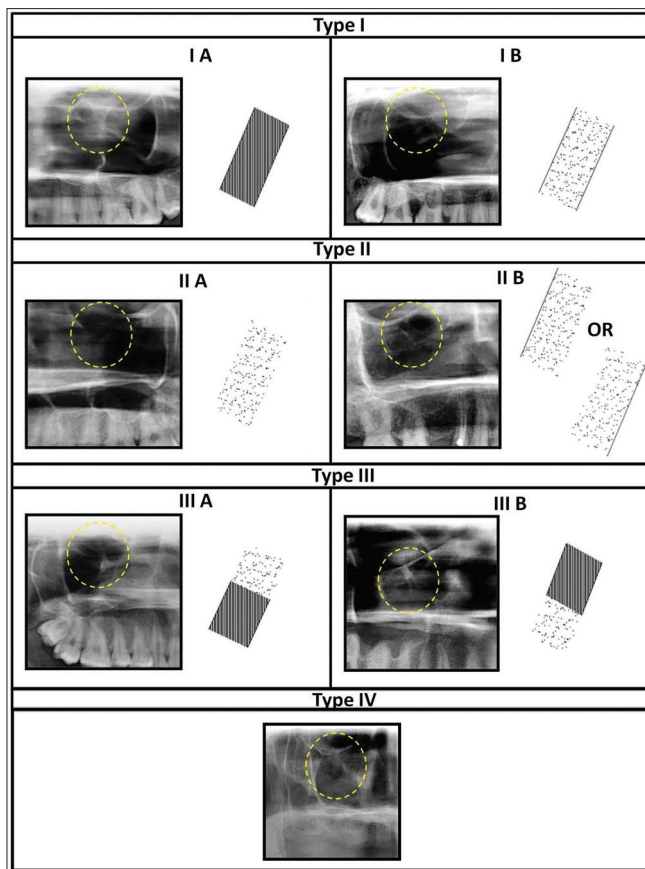 Type I
I A
I B
Type II
II A
II B
OR
Type III
III A
III B
Type IV